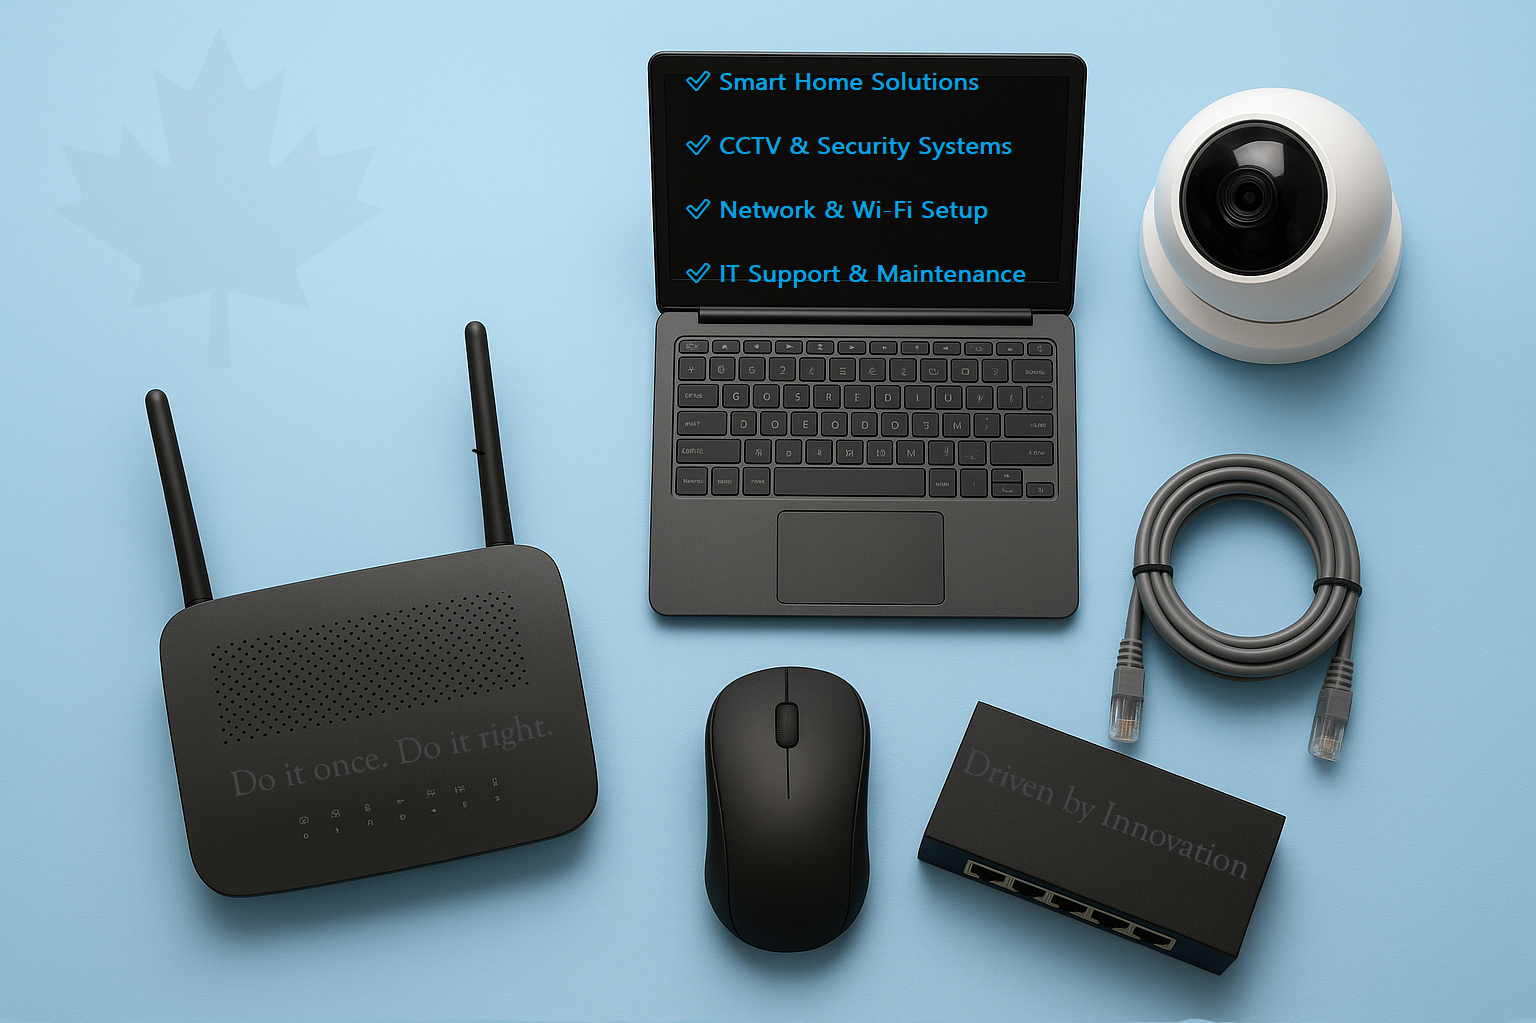 ✓ Smart Home Solutions
✓ CCTV & Security Systems
✓ Network & Wi-Fi Setup
✓ IT Support & Maintenance
Do it once. Do it right.
Driven by Innovation